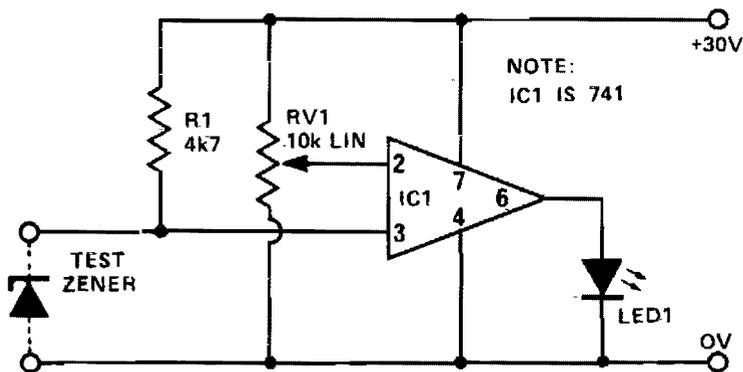 +30V
NOTE:
IC1 IS 741
R1
4k7
RV1
10k LIN
2
7
IC1
6
4
3
TEST
ZENER
LED1
0V